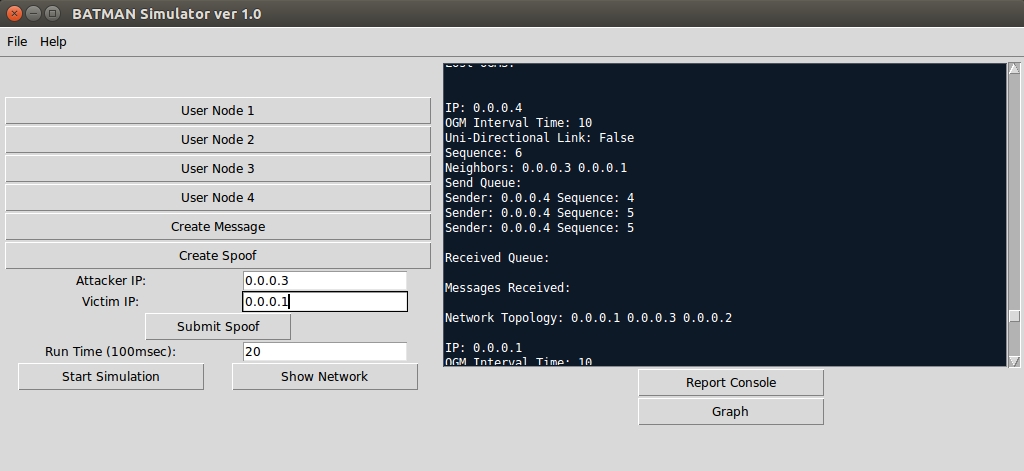 BATMAN Simulator ver 1.0
File Help
User Node 1
User Node 2
User Node 3
User Node 4
Create Message
Create Spoof
Attacker IP: 0.0.0.3
Victim IP: 0.0.0.1
Submit Spoof
Run Time (100msec): 20
Start Simulation Show Network
IP: 0.0.0.4
OGM Interval Time: 10
Uni-Directional Link: False
Sequence: 6
Neighbors: 0.0.0.3 0.0.0.1
Send Queue:
Sender: 0.0.0.4 Sequence: 4
Sender: 0.0.0.4 Sequence: 5
Sender: 0.0.0.4 Sequence: 5
Received Queue:
Messages Received:
Network Topology: 0.0.0.1 0.0.0.3 0.0.0.2
IP: 0.0.0.1
OGM Interval Time: 10
Report Console
Graph